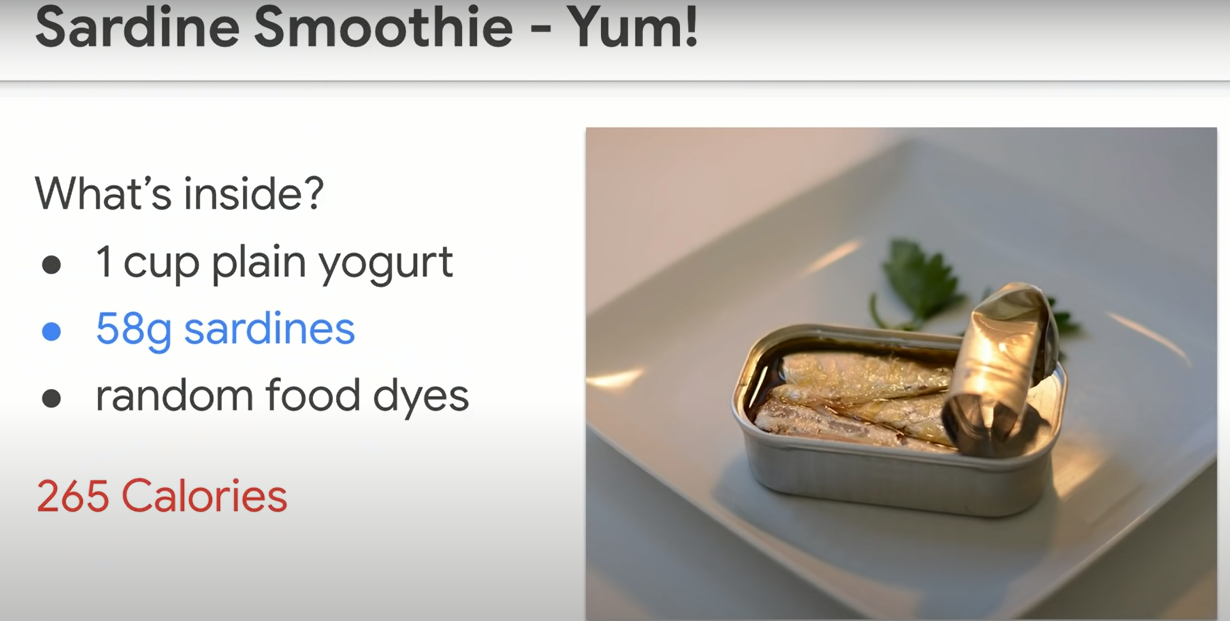 Sardine Smoothie - Yum!
What's inside?
● 1 cup plain yogurt
● 58g sardines
● random food dyes
265 Calories